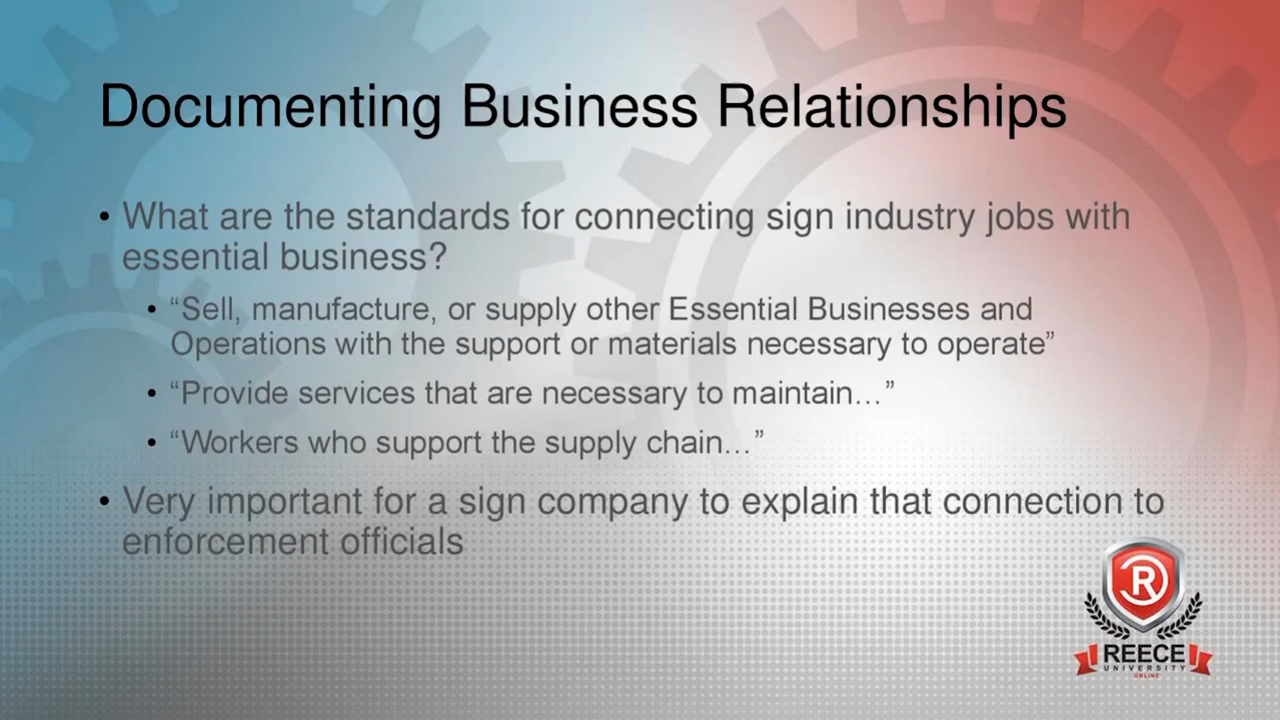 Documenting Business Relationships
• What are the standards for connecting sign industry jobs with
essential business?
• “Sell, manufacture, or supply other Essential Businesses and
Operations with the support or materials necessary to operate”
• “Provide services that are necessary to maintain…”
• “Workers who support the supply chain…”
• Very important for a sign company to explain that connection to
enforcement officials
R
REECE
UNIVERSITY
ONLINE